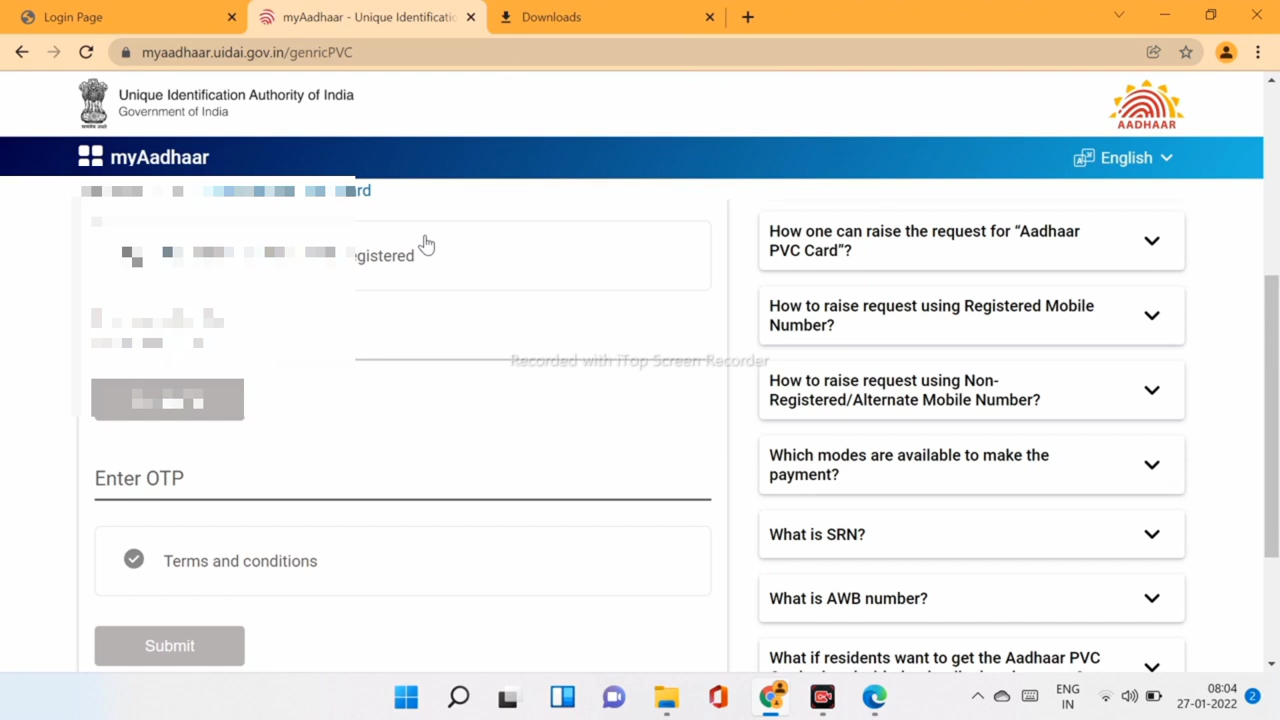 Login Page
myAadhaar - Unique Identificatic
Downloads
myaadhaar.uidai.gov.in/genricPVC
Unique Identification Authority of India
Government of India
AADHAAR
myAadhaar
English
rd
egistered
Recorded with iTop Screen Recorder
Enter OTP
Terms and conditions
Submit
How one can raise the request for “Aadhaar
PVC Card”?
How to raise request using Registered Mobile
Number?
How to raise request using Non-
Registered/Alternate Mobile Number?
Which modes are available to make the
payment?
What is SRN?
What is AWB number?
What if residents want to get the Aadhaar PVC
ENG
IN
08:04
27-01-2022
2